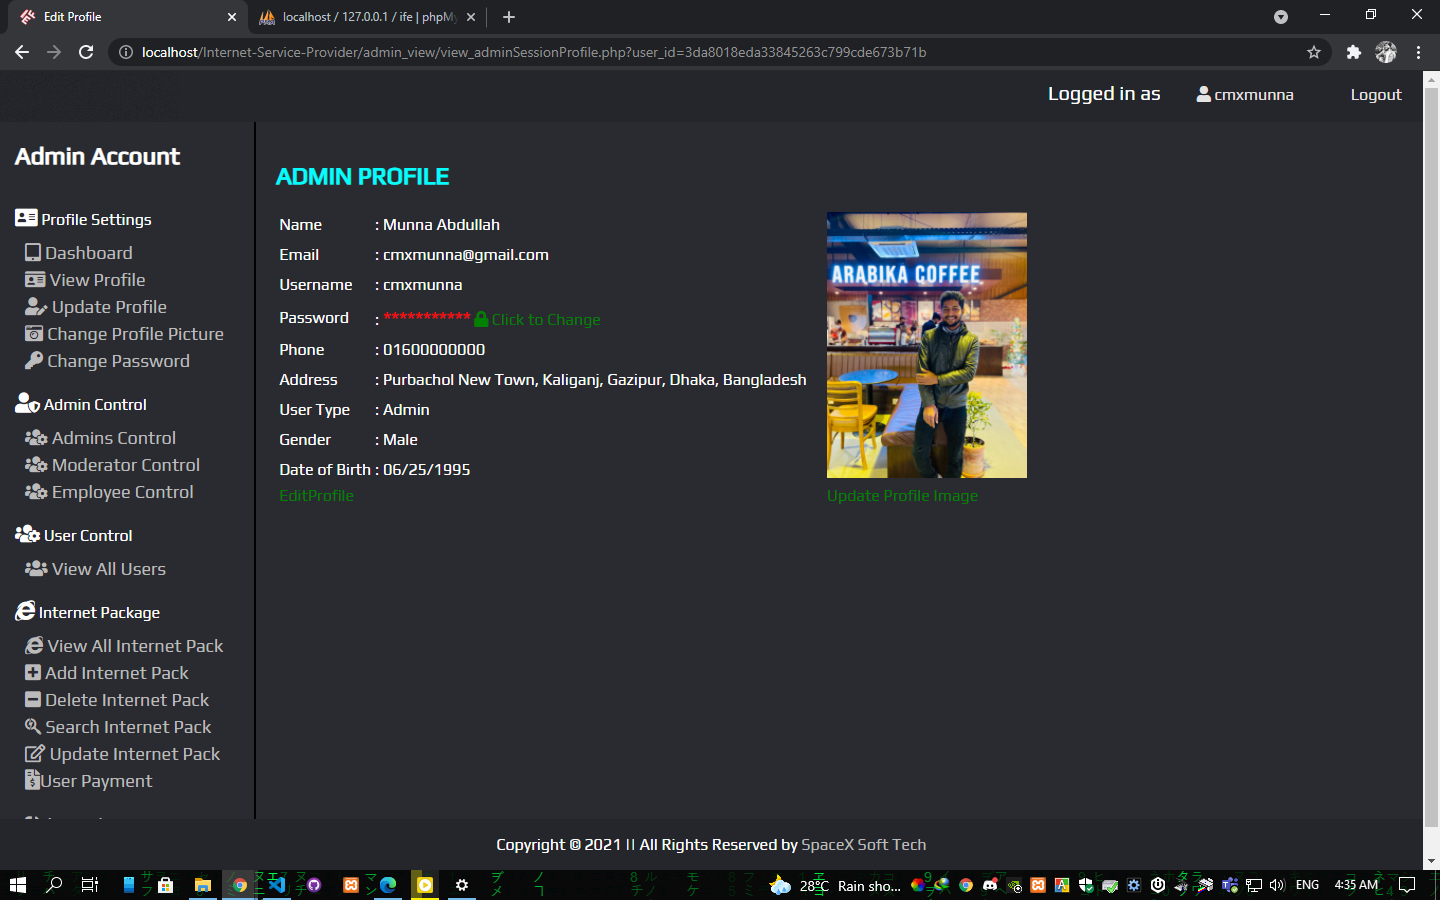 Edit Profile
localhost / 127.0.0.1 / ife | phpMy
localhost/Internet-Service-Provider/admin_view/view_adminSessionProfile.php?user_id=3da8018eda33845263c799cde673b71b
Logged in as cmxmunna Logout
Admin Account
Profile Settings
Dashboard
View Profile
Update Profile
Change Profile Picture
Change Password
Admin Control
Admins Control
Moderator Control
Employee Control
User Control
View All Users
Internet Package
View All Internet Pack
Add Internet Pack
Delete Internet Pack
Search Internet Pack
Update Internet Pack
User Payment
ADMIN PROFILE
Name : Munna Abdullah
Email : cmxmunna@gmail.com
Username : cmxmunna
Password : *********** Click to Change
Phone : 01600000000
Address : Purbachol New Town, Kaliganj, Gazipur, Dhaka, Bangladesh
User Type : Admin
Gender : Male
Date of Birth : 06/25/1995
EditProfile
ARABIKA COFFEE
Update Profile Image
Copyright © 2021 || All Rights Reserved by SpaceX Soft Tech
28°C Rain sho... ENG 4:35 AM